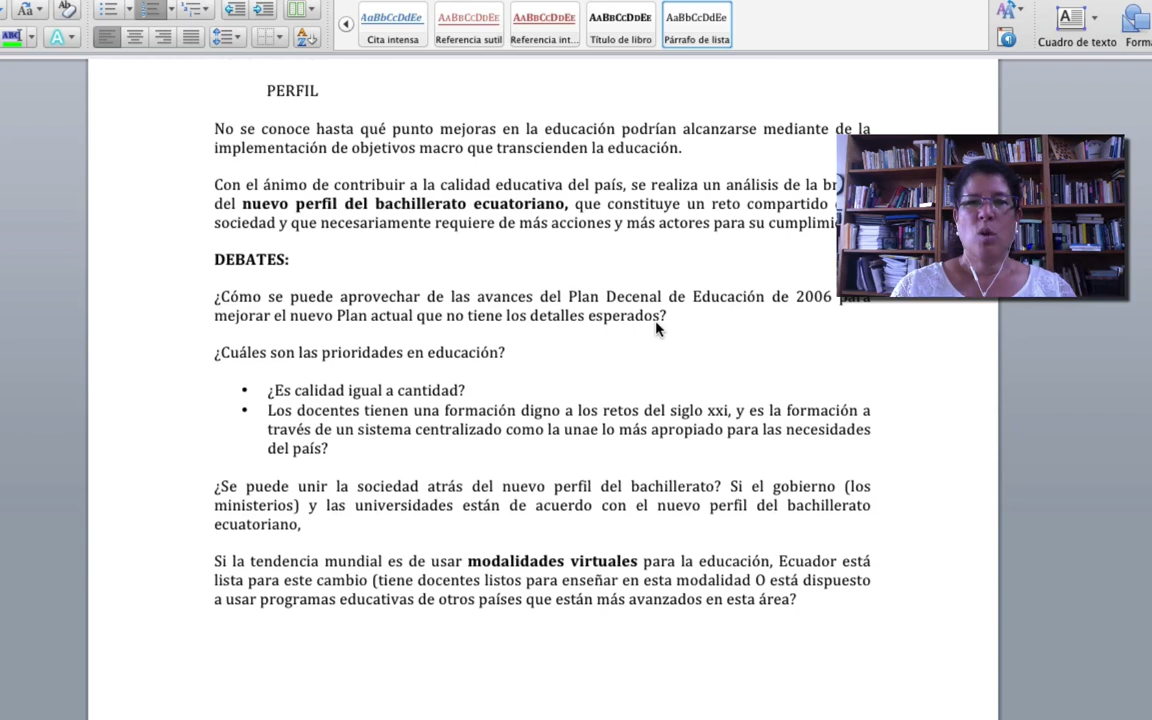 Aa
ABC
A
AaBbCcDdEe
AaBbCcDdEe
AaBbCcDdEe
AaBbCcDdEe
AaBbCcDdEe
Cita intensa
Referencia sutil
Referencia int...
Título de libro
Párrafo de lista
Cuadro de texto
PERFIL
No se conoce hasta qué punto mejoras en la educación podrían alcanzarse mediante de la
implementación de objetivos macro que transcienden la educación.
Con el ánimo de contribuir a la calidad educativa del país, se realiza un análisis de la
del nuevo perfil del bachillerato ecuatoriano, que constituye un reto compartido
sociedad y que necesariamente requiere de más acciones y más actores para su
DEBATES:
¿Cómo se puede aprovechar de las avances del Plan Decenal de Educación de 2006 para
mejorar el nuevo Plan actual que no tiene los detalles esperados?
¿Cuáles son las prioridades en educación?
• ¿Es calidad igual a cantidad?
• Los docentes tienen una formación digno a los retos del siglo xxi, y es la formación a
través de un sistema centralizado como la unae lo más apropiado para las necesidades
del país?
¿Se puede unir la sociedad atrás del nuevo perfil del bachillerato? Si el gobierno (los
ministerios) y las universidades están de acuerdo con el nuevo perfil del bachillerato
ecuatoriano,
Si la tendencia mundial es de usar modalidades virtuales para la educación, Ecuador está
lista para este cambio (tiene docentes listos para enseñar en esta modalidad O está dispuesto
a usar programas educativas de otros países que están más avanzados en esta área?